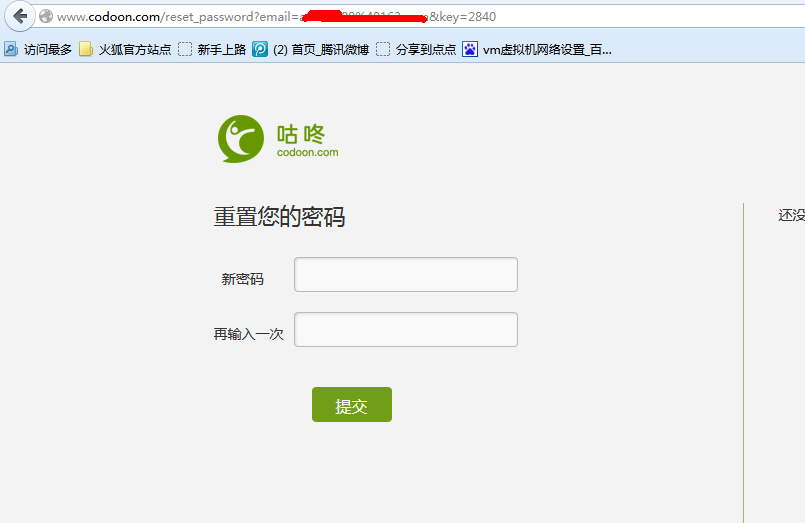 www.codoon.com/reset_password?email= &key=2840
访问最多 火狐官方站点 新手上路 (2) 首页_腾讯微博 分享到点点 vm虚拟机网络设置_百...
咕咚
codoon.com
重置您的密码
还没
新密码
再输入一次
提交